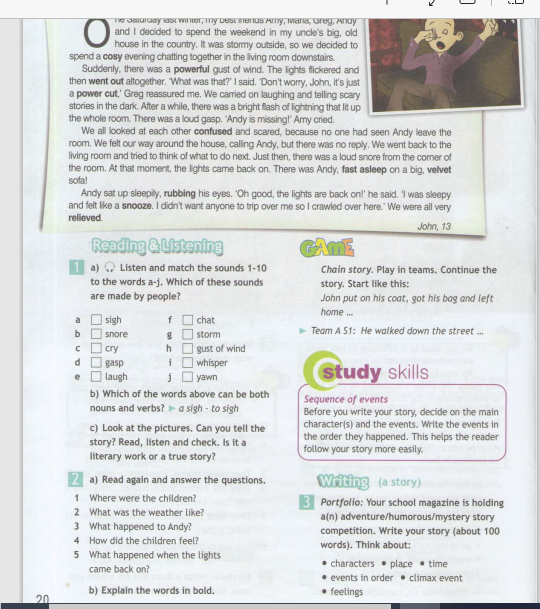 One Saturday last winter, my best friends Amy, Maria, Greg, Andy
and I decided to spend the weekend in my uncle's big, old
house in the country. It was stormy outside, so we decided to
spend a cosy evening chatting together in the living room downstairs.
Suddenly, there was a powerful gust of wind. The lights flickered and
then went out altogether. 'What was that?' I said. 'Don't worry, John, it's just
a power cut,' Greg reassured me. We carried on laughing and telling scary
stories in the dark. After a while, there was a bright flash of lightning that lit up
the whole room. There was a loud gasp. 'Andy is missing!' Amy cried.
We all looked at each other confused and scared, because no one had seen Andy leave the
room. We felt our way around the house, calling Andy, but there was no reply. We went back to the
living room and tried to think of what to do next. Just then, there was a loud snore from the corner of
the room. At that moment, the lights came back on. There was Andy, fast asleep on a big, velvet
sofa!
Andy sat up sleepily, rubbing his eyes. 'Oh good, the lights are back on!' he said. 'I was sleepy
and felt like a snooze. I didn't want anyone to trip over me so I crawled over here.' We were all very
relieved.
John, 13
Reading & Listening
1 a) Listen and match the sounds 1-10
to the words a-j. Which of these sounds
are made by people?
a sigh f chat
b snore g storm
c cry h gust of wind
d gasp i whisper
e laugh j yawn
b) Which of the words above can be both
nouns and verbs? ► a sigh - to sigh
c) Look at the pictures. Can you tell the
story? Read, listen and check. Is it a
literary work or a true story?
2 a) Read again and answer the questions.
1 Where were the children?
2 What was the weather like?
3 What happened to Andy?
4 How did the children feel?
5 What happened when the lights
came back on?
b) Explain the words in bold.
20
GAME
Chain story. Play in teams. Continue the
story. Start like this:
John put on his coat, got his bag and left
home ...
► Team A S1: He walked down the street ...
study skills
Sequence of events
Before you write your story, decide on the main
character(s) and the events. Write the events in
the order they happened. This helps the reader
follow your story more easily.
Writing (a story)
3 Portfolio: Your school magazine is holding
a(n) adventure/humorous/mystery story
competition. Write your story (about 100
words). Think about:
• characters • place • time
• events in order • climax event
• feelings